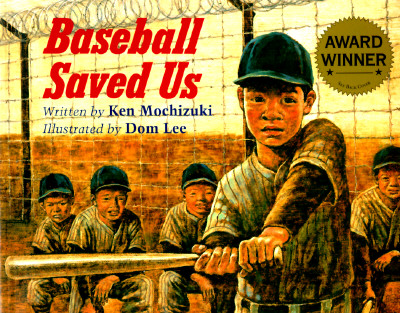 Baseball
Saved Us
Written by Ken Mochizuki
Illustrated by Dom Lee
AWARD
WINNER